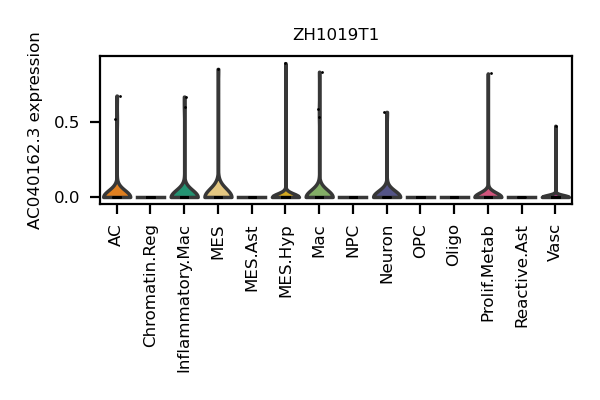 ZH1019T1
AC040162.3 expression
0.5
0.0
AC
Chromatin.Reg
Inflammatory.Mac
MES
MES.Ast
MES.Hyp
Mac
NPC
Neuron
OPC
Oligo
Prolif.Metab
Reactive.Ast
Vasc